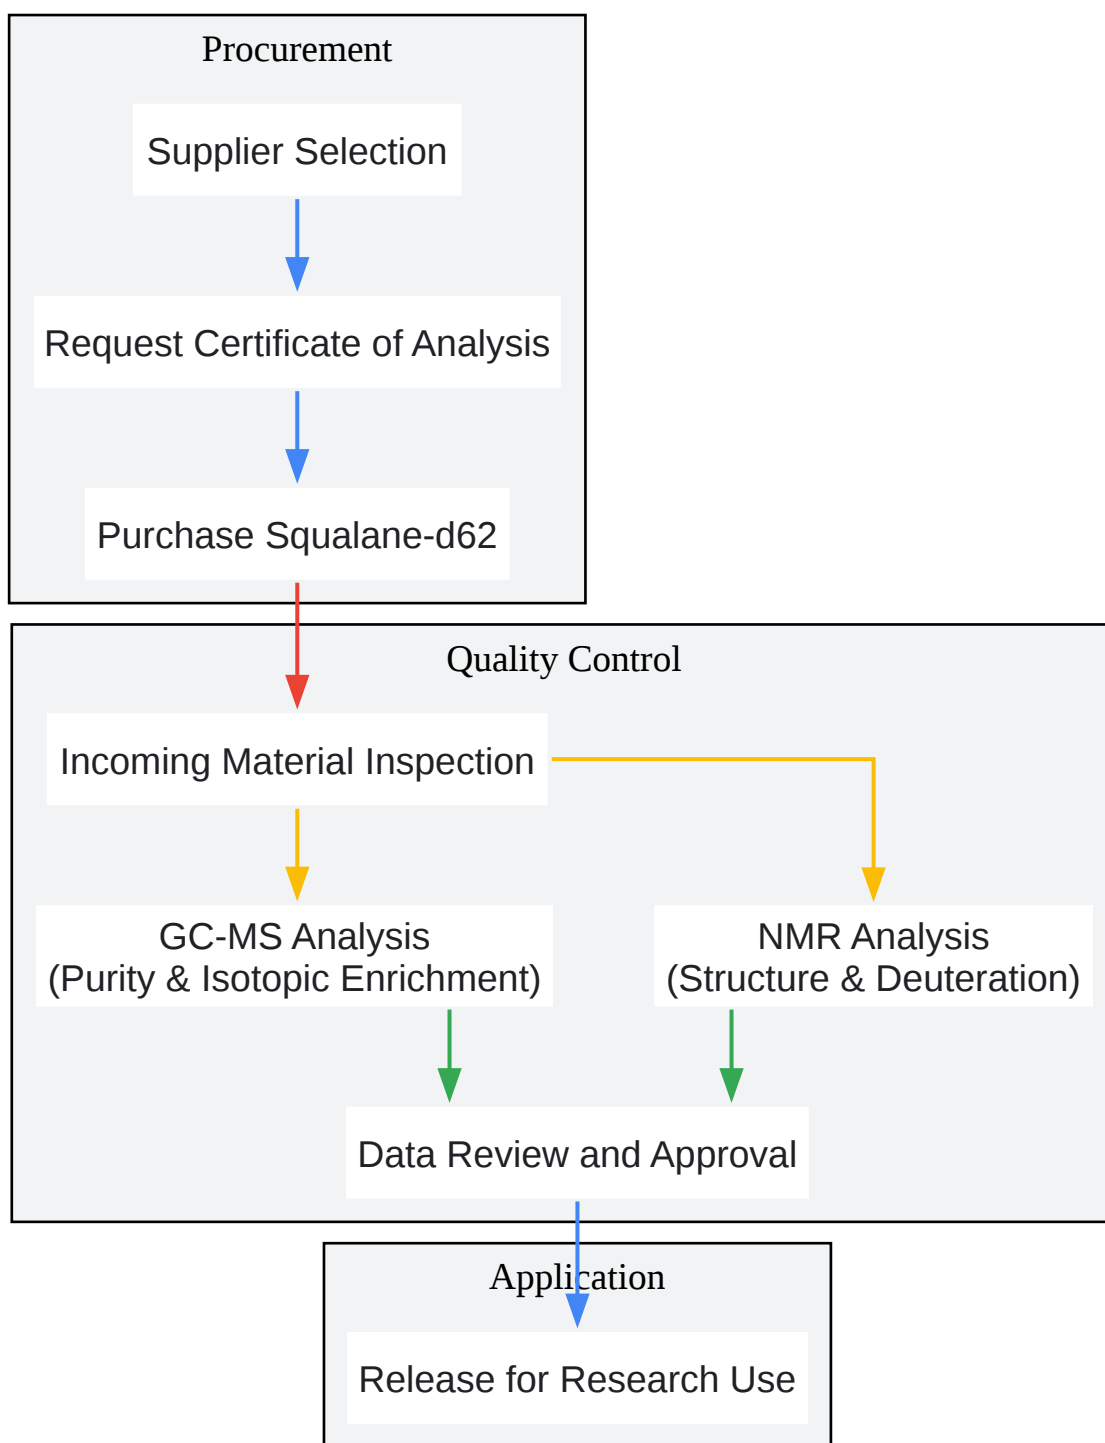 Procurement
Supplier Selection
Request Certificate of Analysis
Purchase Squalane-d62
Quality Control
Incoming Material Inspection
GC-MS Analysis
(Purity & Isotopic Enrichment)
NMR Analysis
(Structure & Deuteration)
Data Review and Approval
Application
Release for Research Use